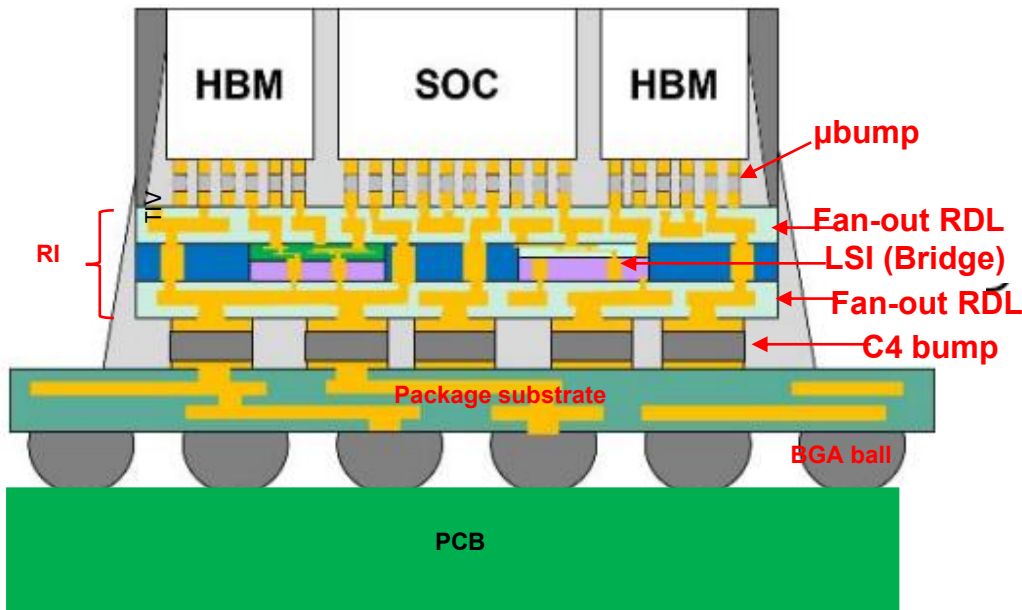 HBM
SOC
HBM
μbump
TIV
Fan-out RDL
RI
LSI (Bridge)
Fan-out RDL
C4 bump
Package substrate
BGA ball
PCB